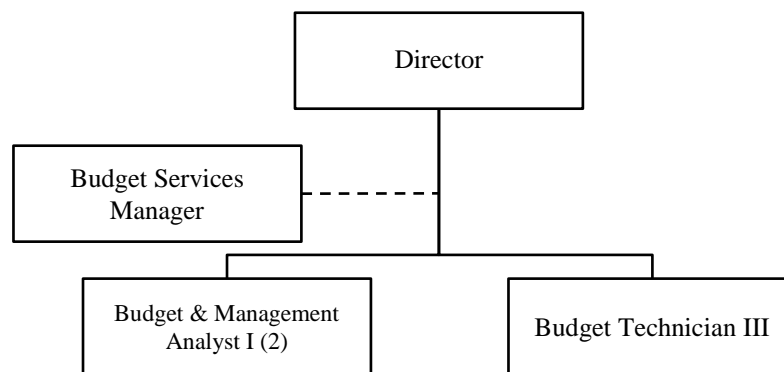 Director
Budget Services
Manager
Budget & Management
Analyst I (2)
Budget Technician III